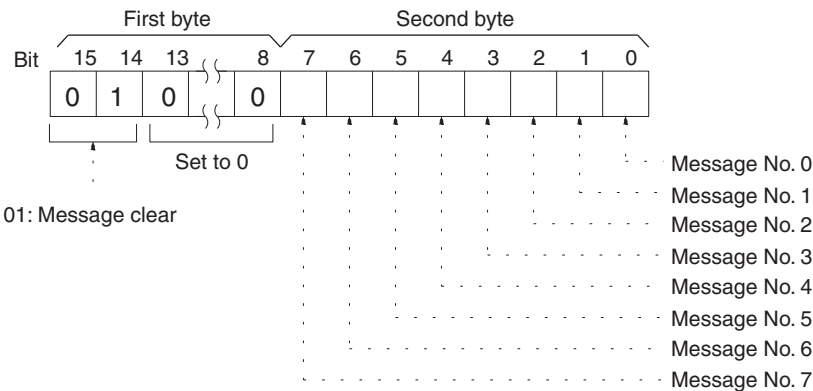 First byte Second byte
Bit 15 14 13 8 7 6 5 4 3 2 1 0
0 1 0 0
Set to 0
01: Message clear
Message No. 0
Message No. 1
Message No. 2
Message No. 3
Message No. 4
Message No. 5
Message No. 6
Message No. 7